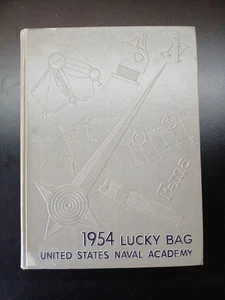 1954 LUCKY BAG
UNITED STATES NAVAL ACADEMY